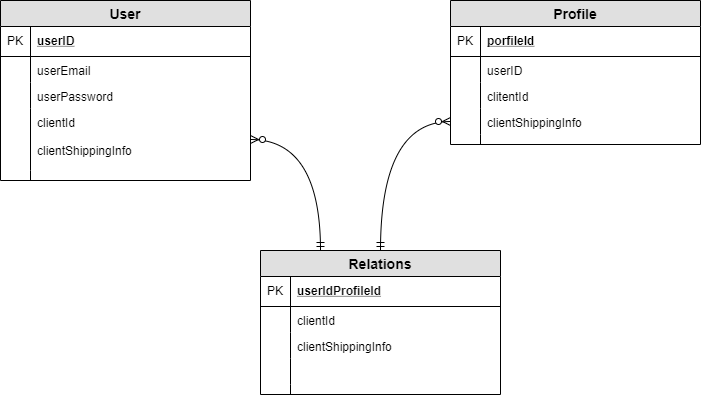 User
PK userID
userEmail
userPassword
clientId
clientShippingInfo
Profile
PK porfileId
userID
clitentId
clientShippingInfo
Relations
PK userIdProfileId
clientId
clientShippingInfo